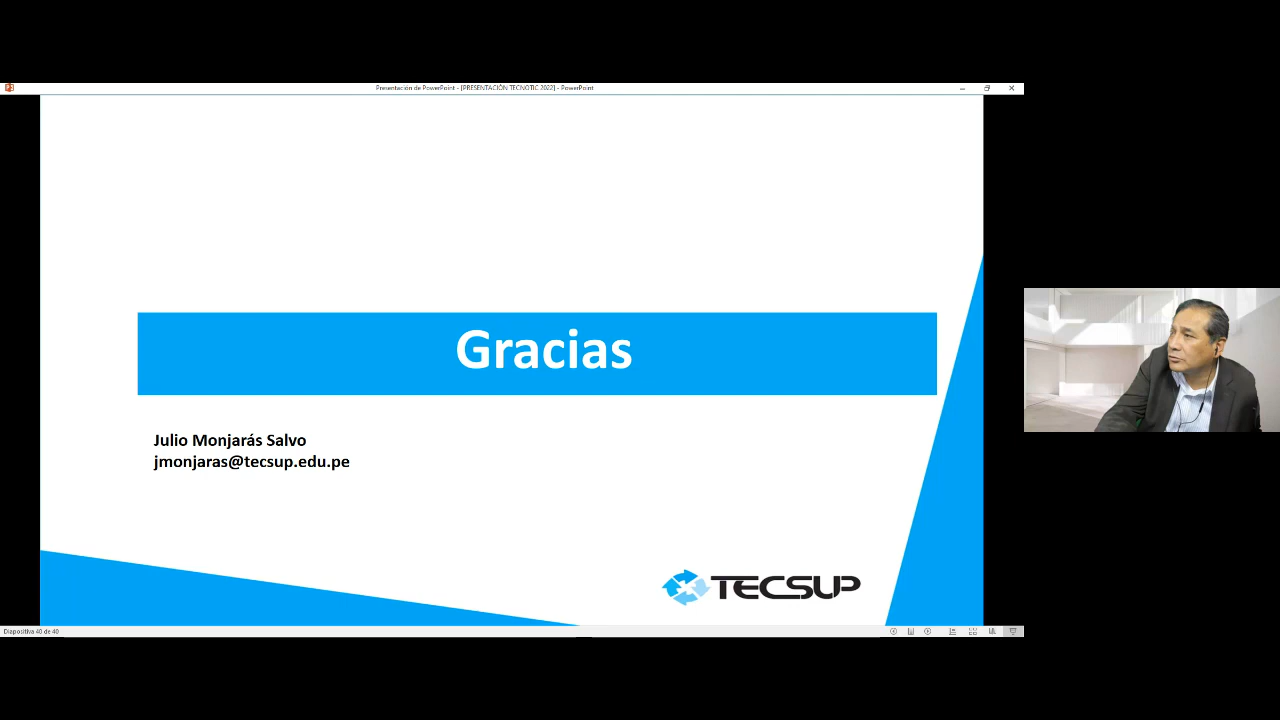 Presentación de PowerPoint - [PRESENTACIÓN TECNOTIC 2022] - PowerPoint
Gracias
Julio Monjarás Salvo
jmonjaras@tecsup.edu.pe
TECSUP
Diapositiva 40 de 40